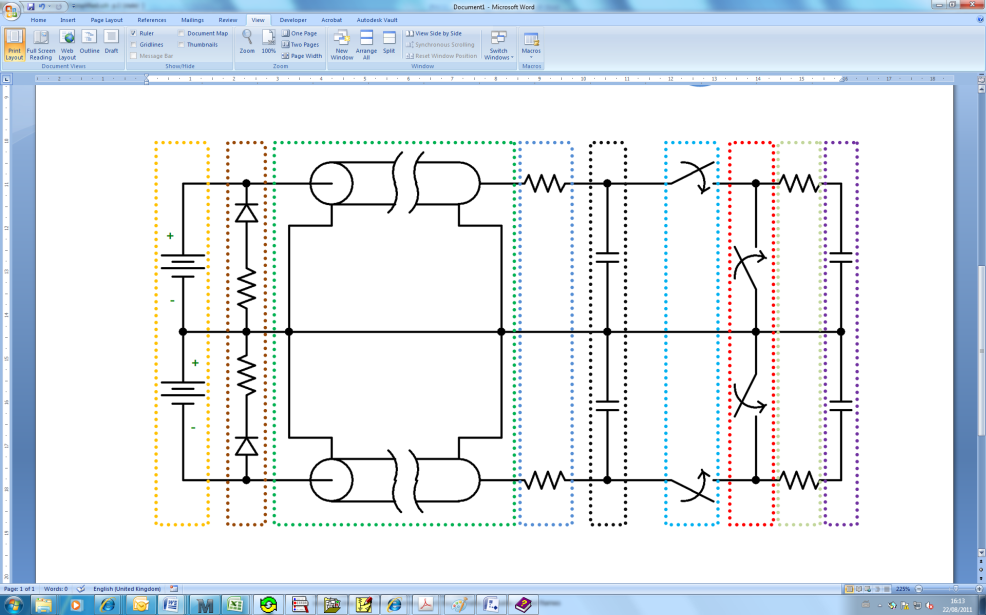 Document1 - Microsoft Word
Home Insert Page Layout References Mailings Review View Developer Acrobat Autodesk Vault
Print Layout
Full Screen Reading
Web Layout
Outline
Draft
Document Views
Ruler
Gridlines
Message Bar
Document Map
Thumbnails
Show/Hide
Zoom
100%
One Page
Two Pages
Page Width
Zoom
New Window
Arrange All
Split
View Side by Side
Synchronous Scrolling
Reset Window Position
Window
Switch Windows
Macros
Macros
+
-
+
-
Page: 1 of 1 Words: 0 English (United Kingdom) 225%
16:13
22/08/2011